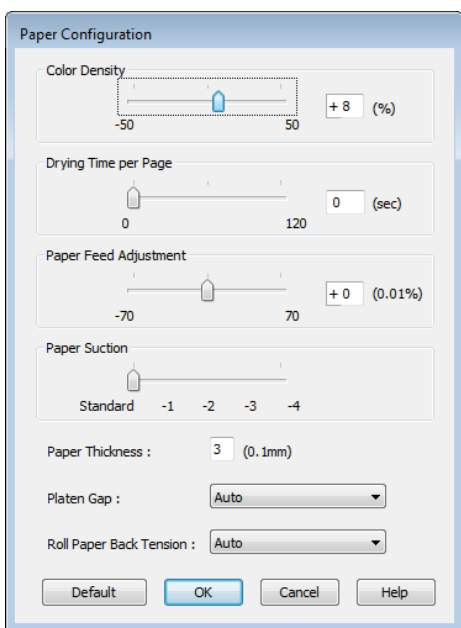 Paper Configuration
Color Density
+ 8 (%)
-50 50
Drying Time per Page
0 (sec)
0 120
Paper Feed Adjustment
+ 0 (0.01%)
-70 70
Paper Suction
Standard -1 -2 -3 -4
Paper Thickness : 3 (0.1mm)
Platen Gap : Auto
Roll Paper Back Tension : Auto
Default OK Cancel Help